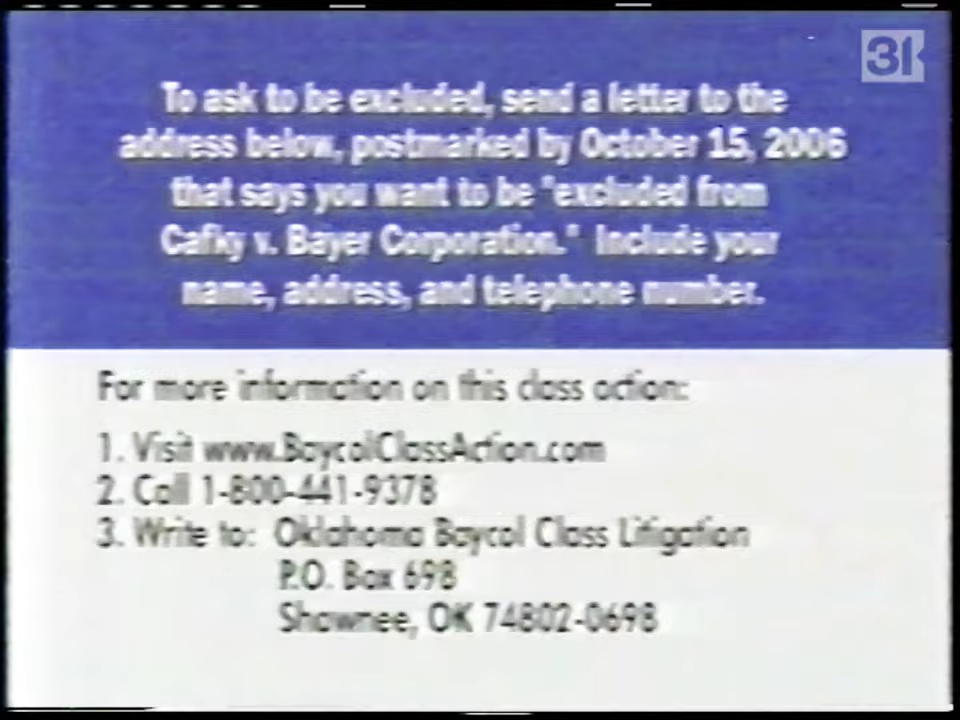 3K
To ask to be excluded, send a letter to the
address below, postmarked by October 15, 2006
that says you want to be "excluded from
Cafky v. Bayer Corporation." Include your
name, address, and telephone number.
For more information on this class action:
1. Visit www.BaycolClassAction.com
2. Call 1-800-441-9378
3. Write to: Oklahoma Baycol Class Litigation
P.O. Box 698
Shawnee, OK 74802-0698